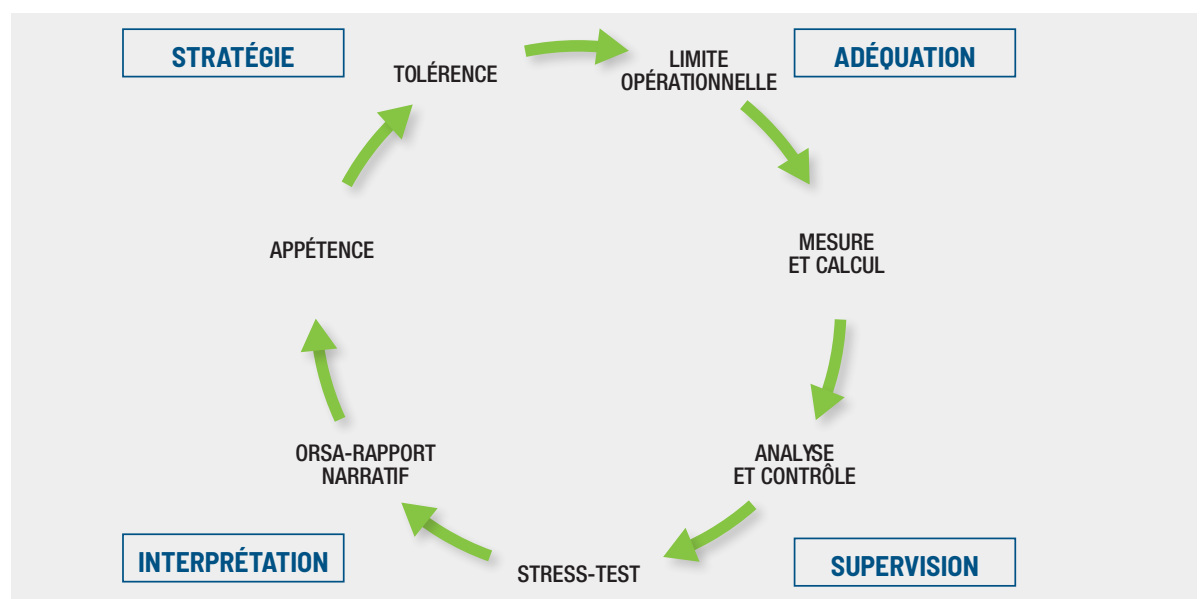 STRATÉGIE
ADÉQUATION
TOLÉRENCE
LIMITE
OPÉRATIONNELLE
APPÉTENCE
MESURE
ET CALCUL
ORSA-RAPPORT
NARRATIF
ANALYSE
ET CONTRÔLE
INTERPRÉTATION
STRESS-TEST
SUPERVISION